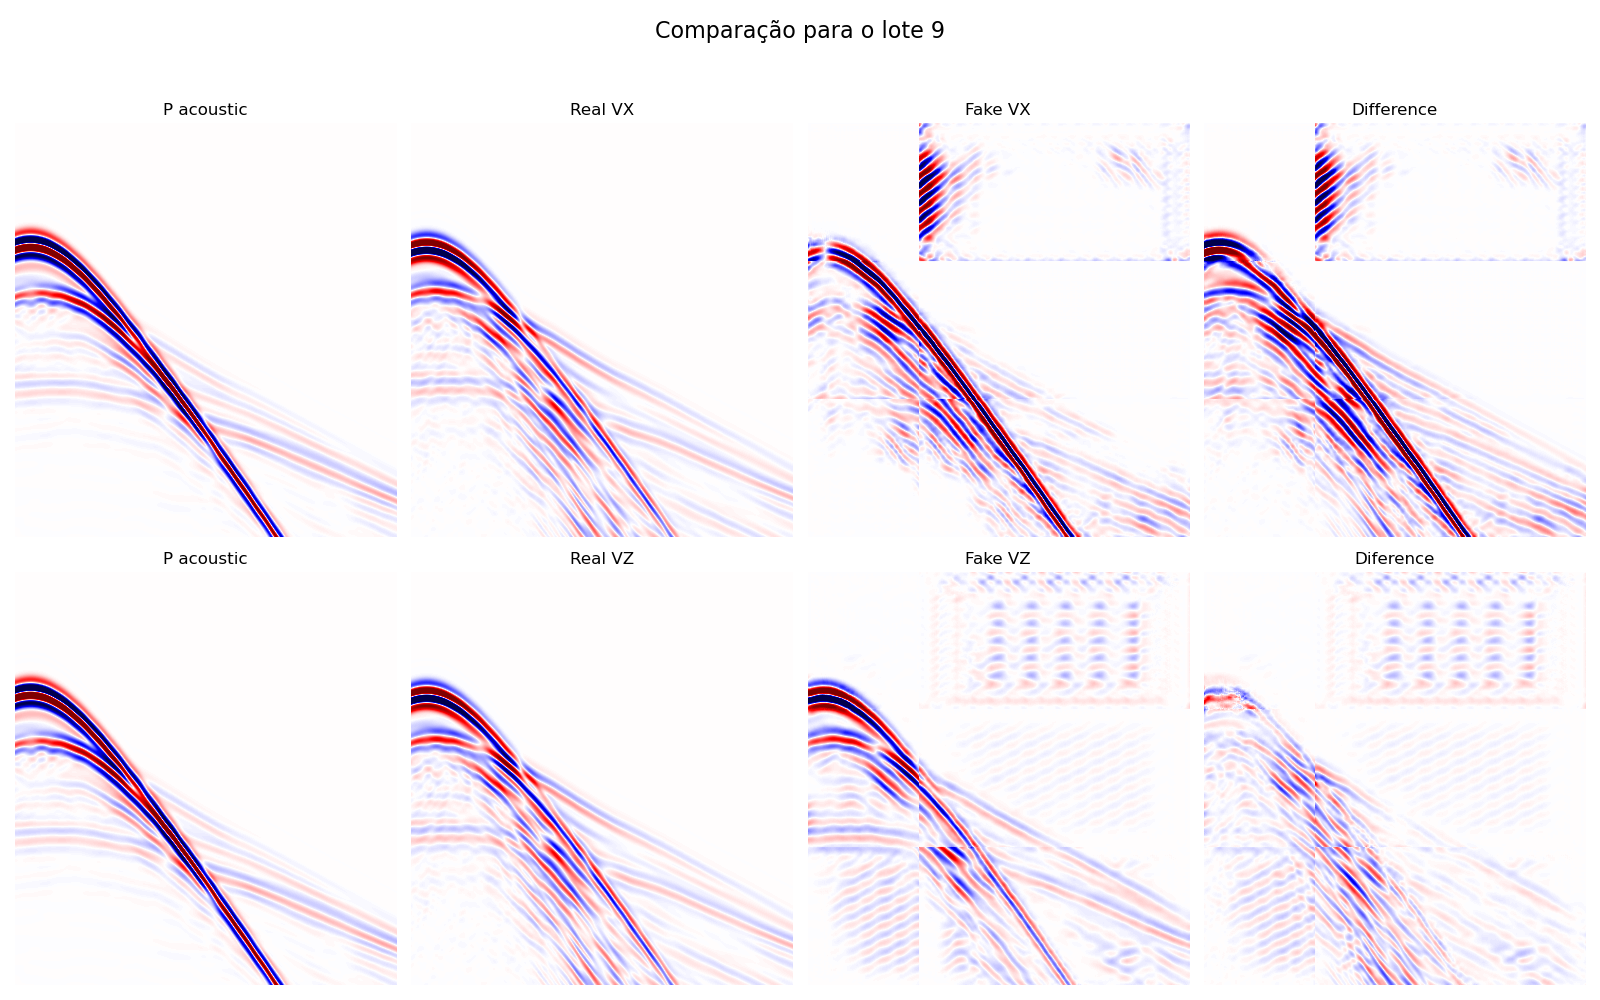 Comparação para o lote 9
P acoustic
Real VX
Fake VX
Difference
P acoustic
Real VZ
Fake VZ
Diference